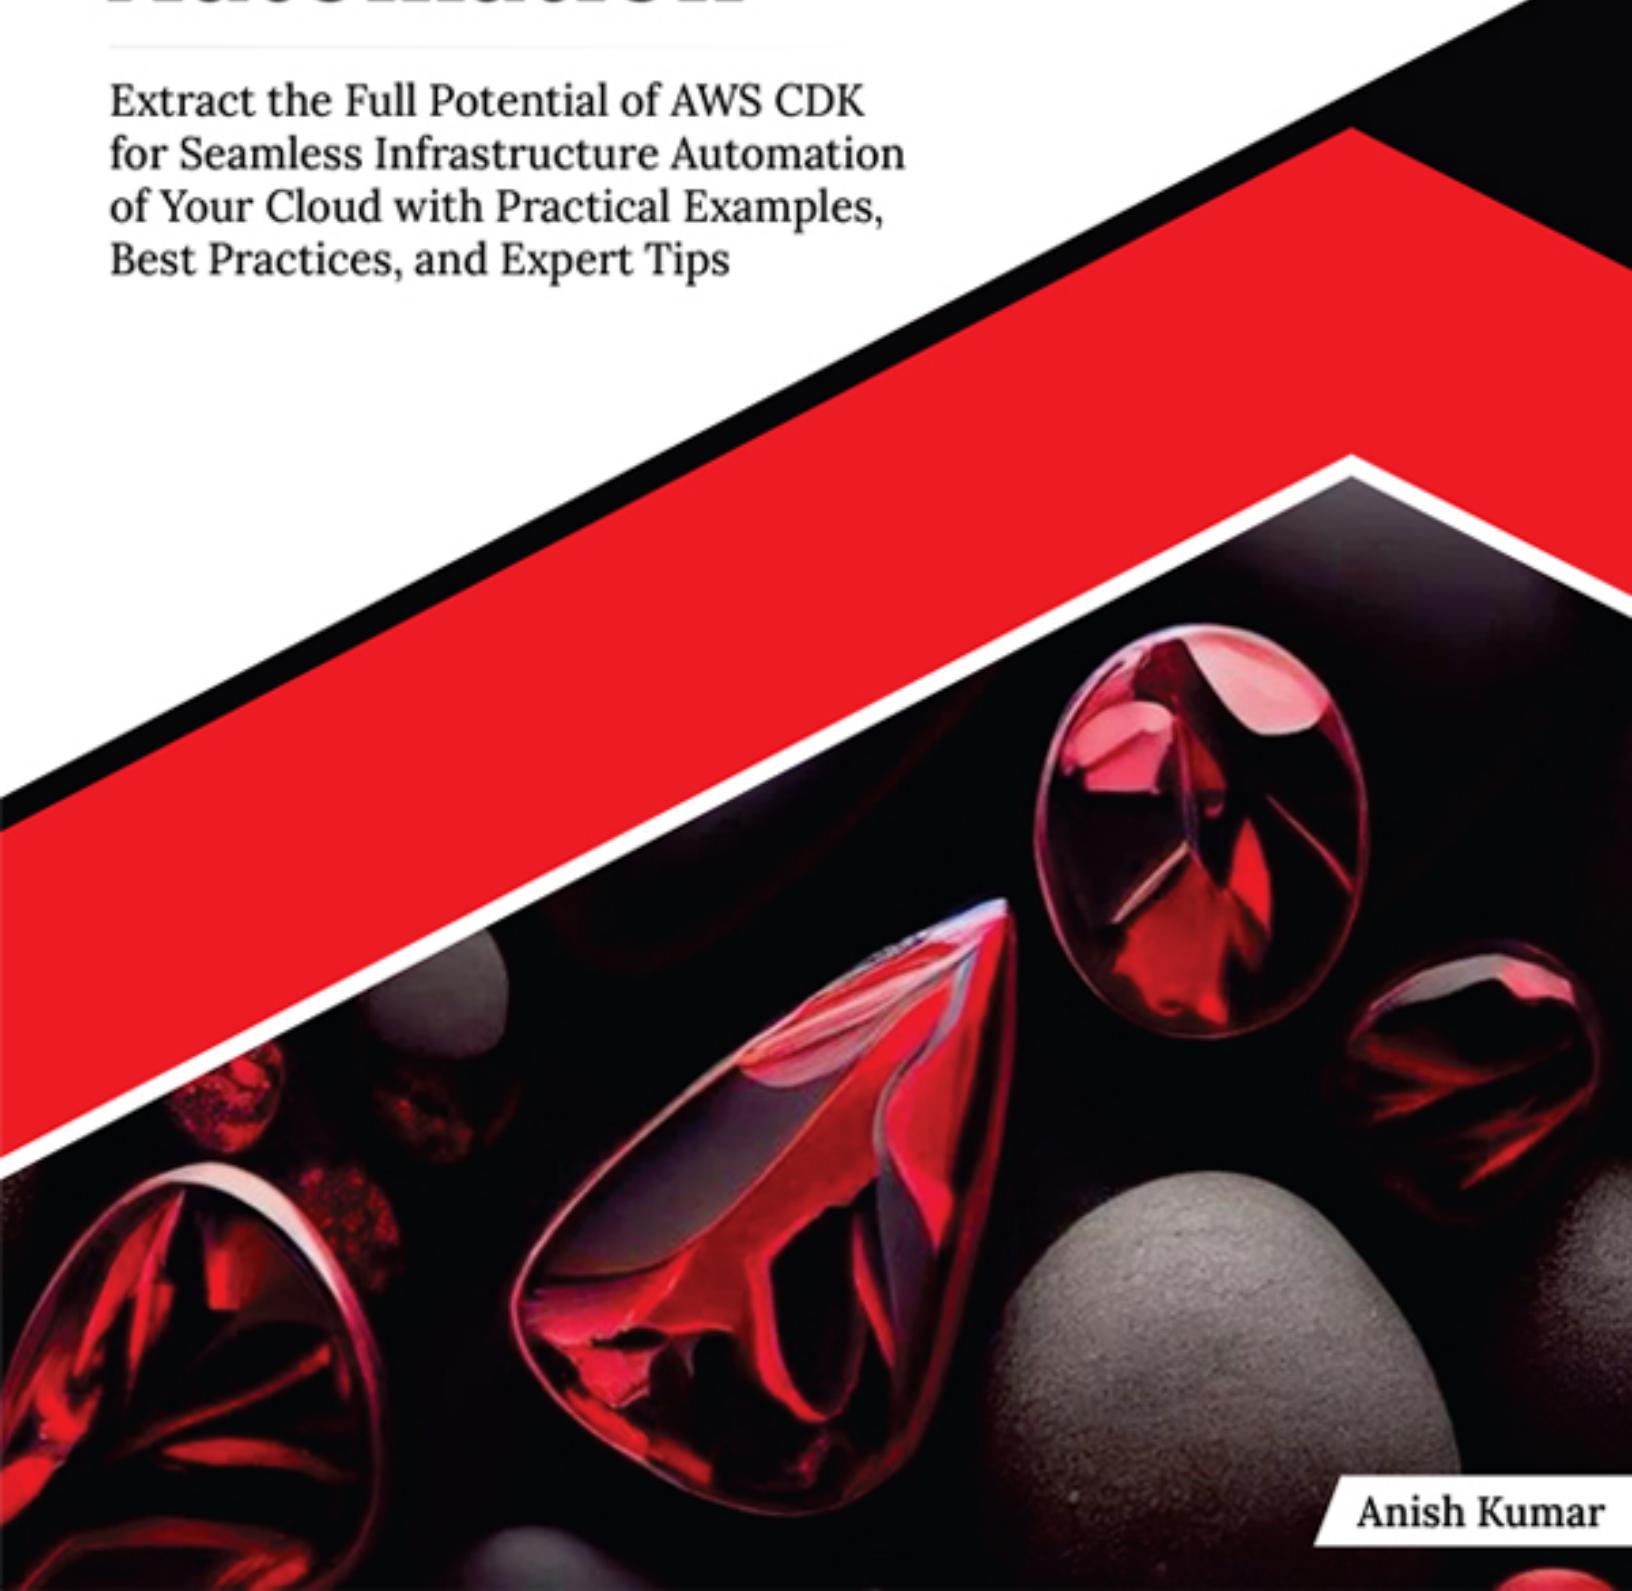 Automation
Extract the Full Potential of AWS CDK
for Seamless Infrastructure Automation
of Your Cloud with Practical Examples,
Best Practices, and Expert Tips
Anish Kumar